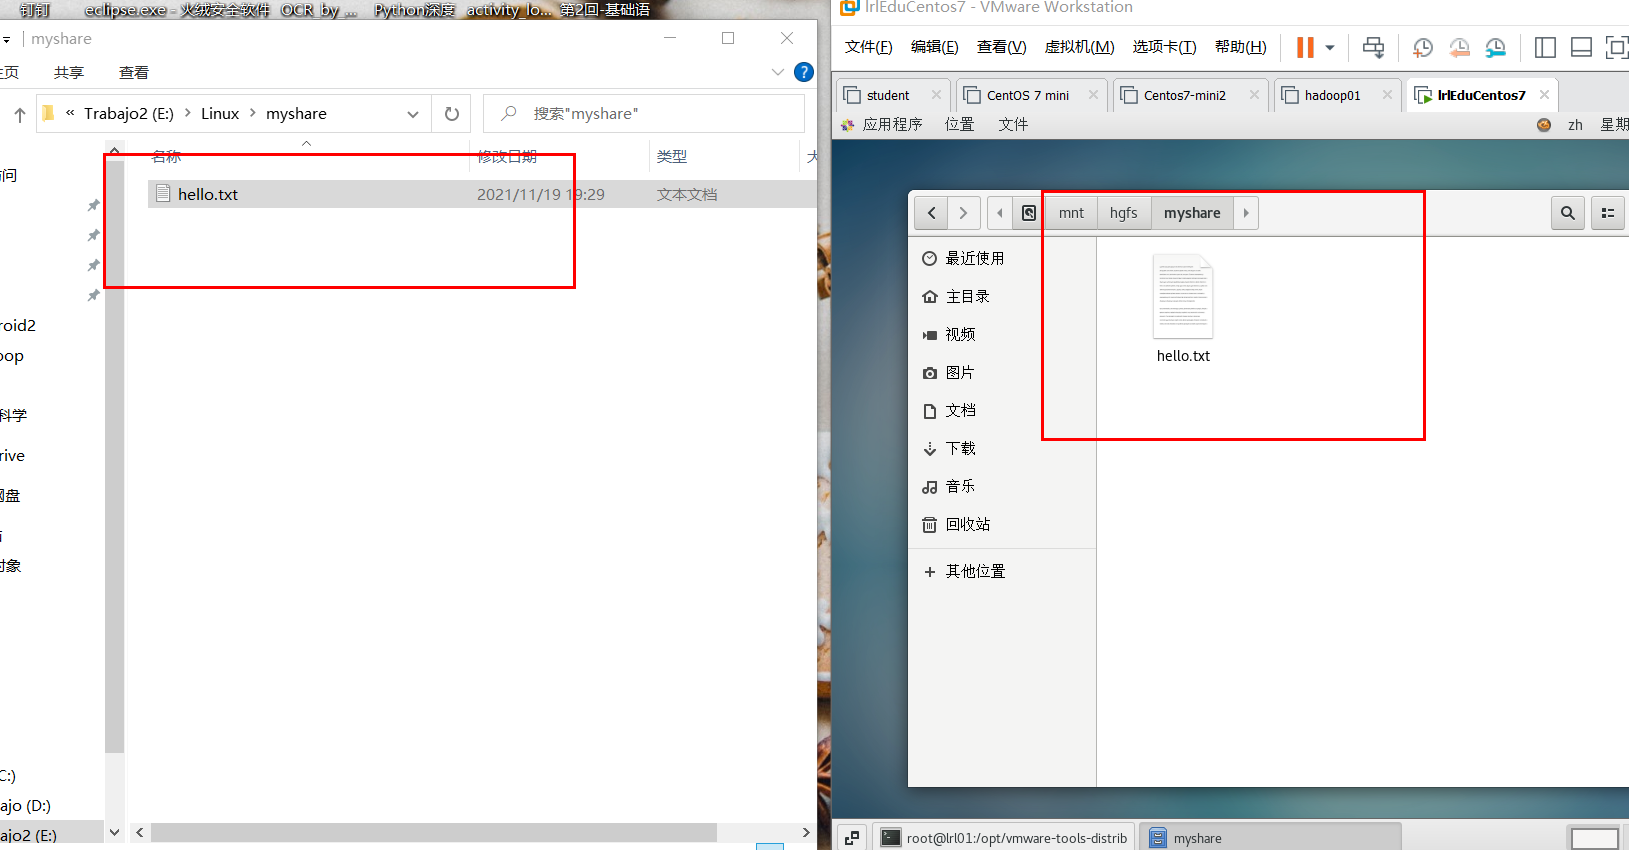 钉钉 eclipse.exe - 火绒安全软件 OCR_by_... Python深度 activity_lo... 第2回-基础语
myshare
主页 共享 查看
« Trabajo2 (E:) › Linux › myshare
搜索"myshare"
名称 修改日期 类型 大
hello.txt 2021/11/19 19:29 文本文档
访问
roid2
oop
科学
rive
网盘
对象
C:)
ajo (D:)
ajo2 (E:)
lrlEduCentos7 - VMware Workstation
文件(F) 编辑(E) 查看(V) 虚拟机(M) 选项卡(T) 帮助(H)
student CentOS 7 mini Centos7-mini2 hadoop01 lrlEduCentos7
应用程序 位置 文件 zh 星期
mnt hgfs myshare
最近使用
主目录
视频
图片
文档
下载
音乐
回收站
+ 其他位置
hello.txt
root@lrl01:/opt/vmware-tools-distrib myshare